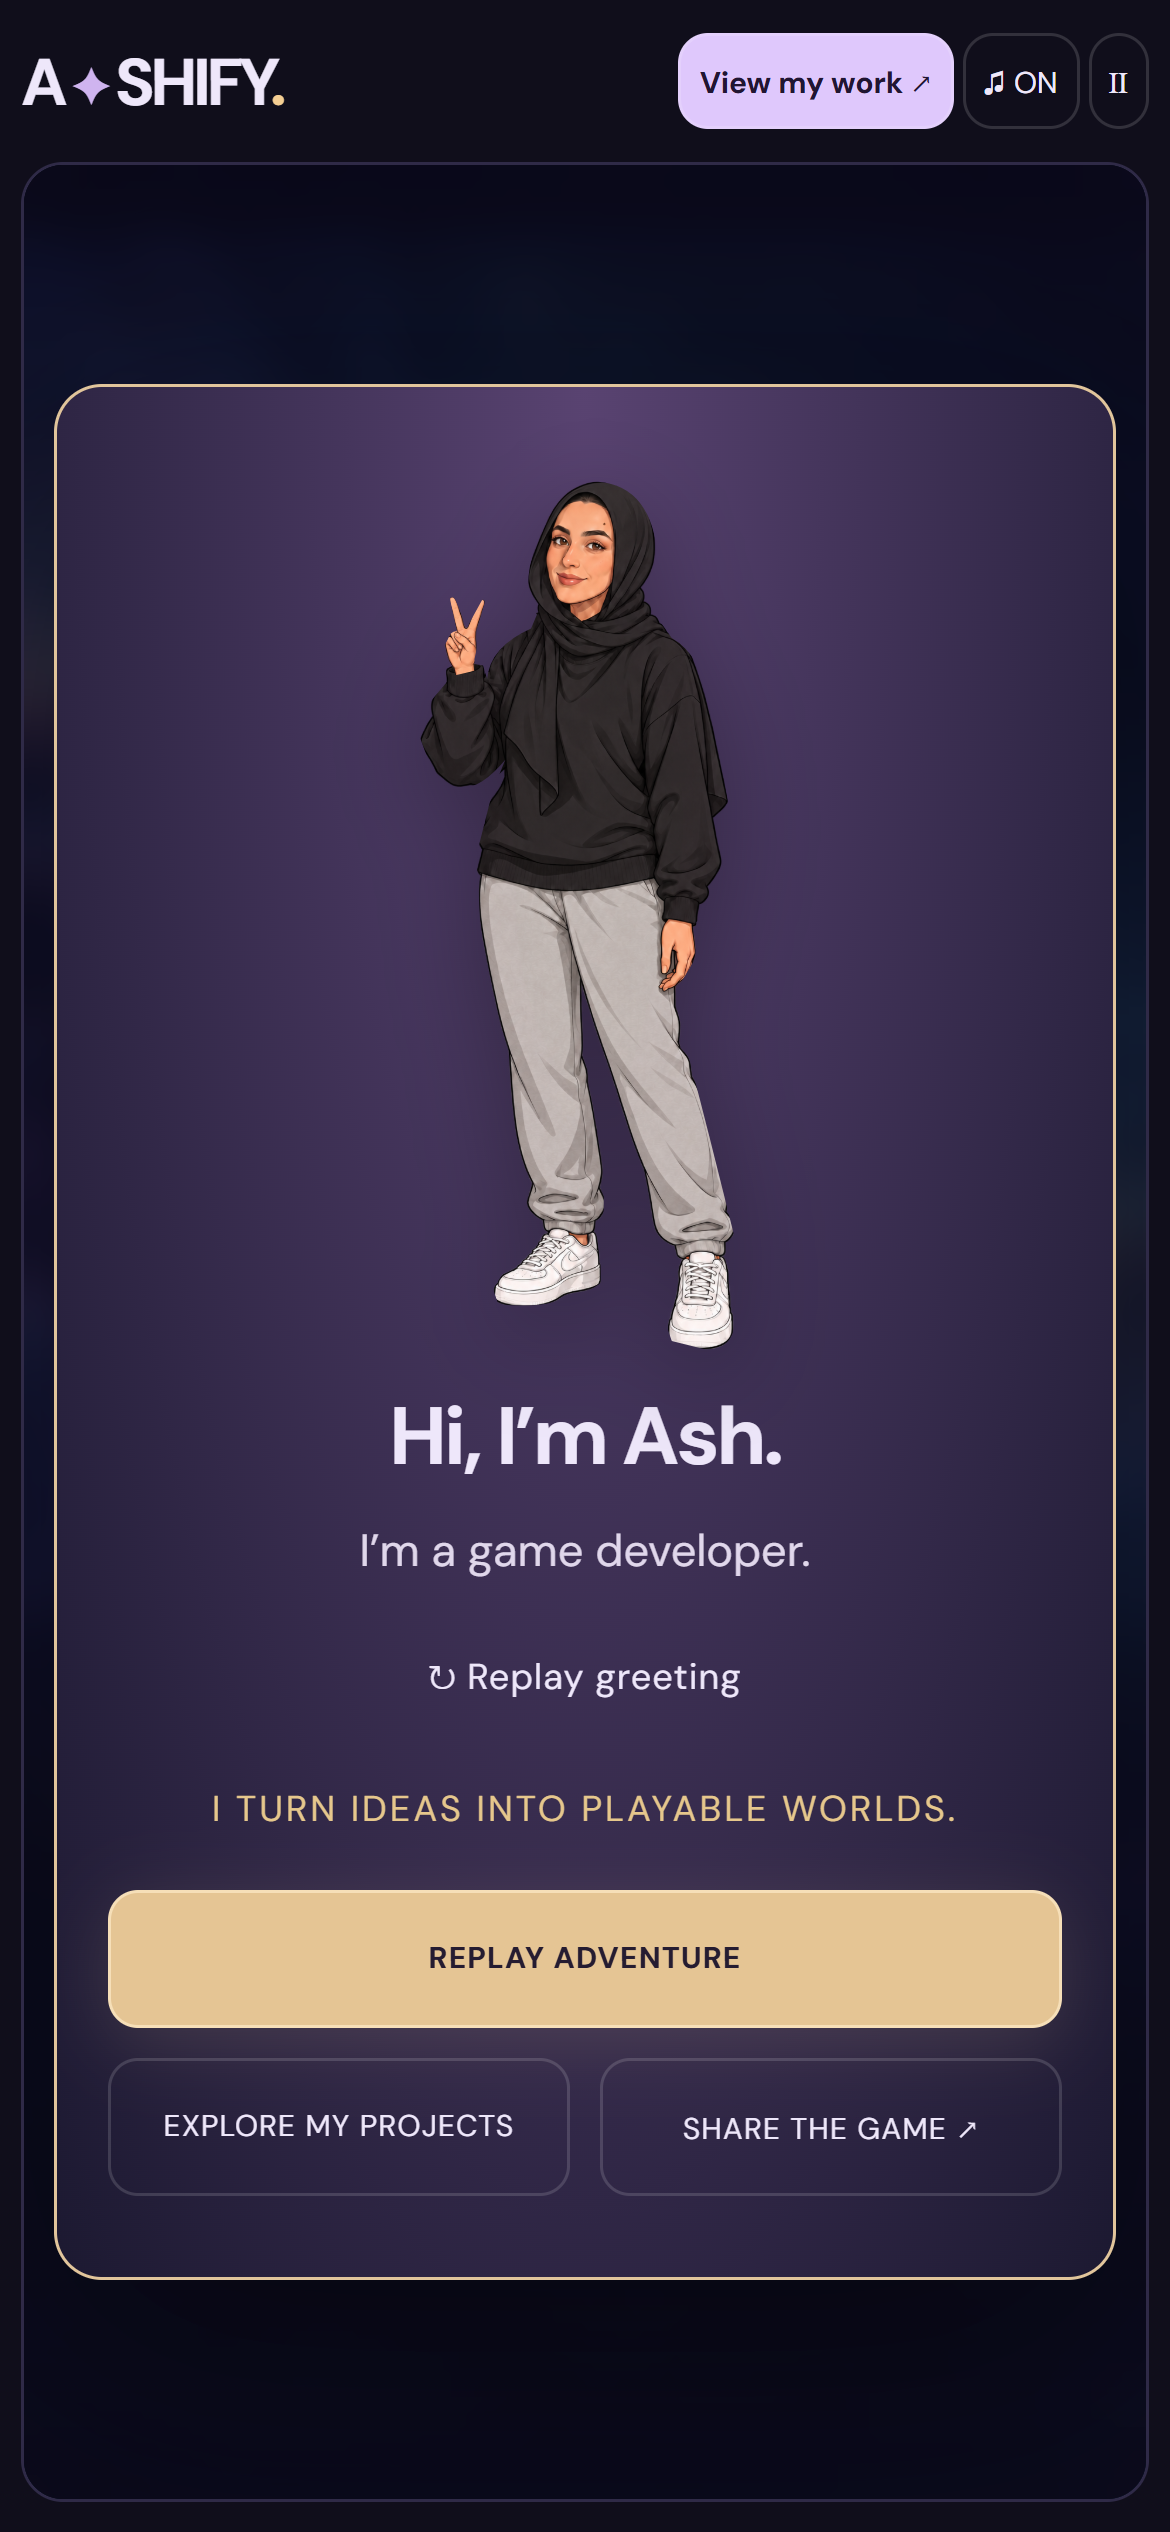 A✦SHIFY.
View my work ↗
♫ ON
II
Hi, I’m Ash.
I’m a game developer.
↻ Replay greeting
I TURN IDEAS INTO PLAYABLE WORLDS.
REPLAY ADVENTURE
EXPLORE MY PROJECTS
SHARE THE GAME ↗